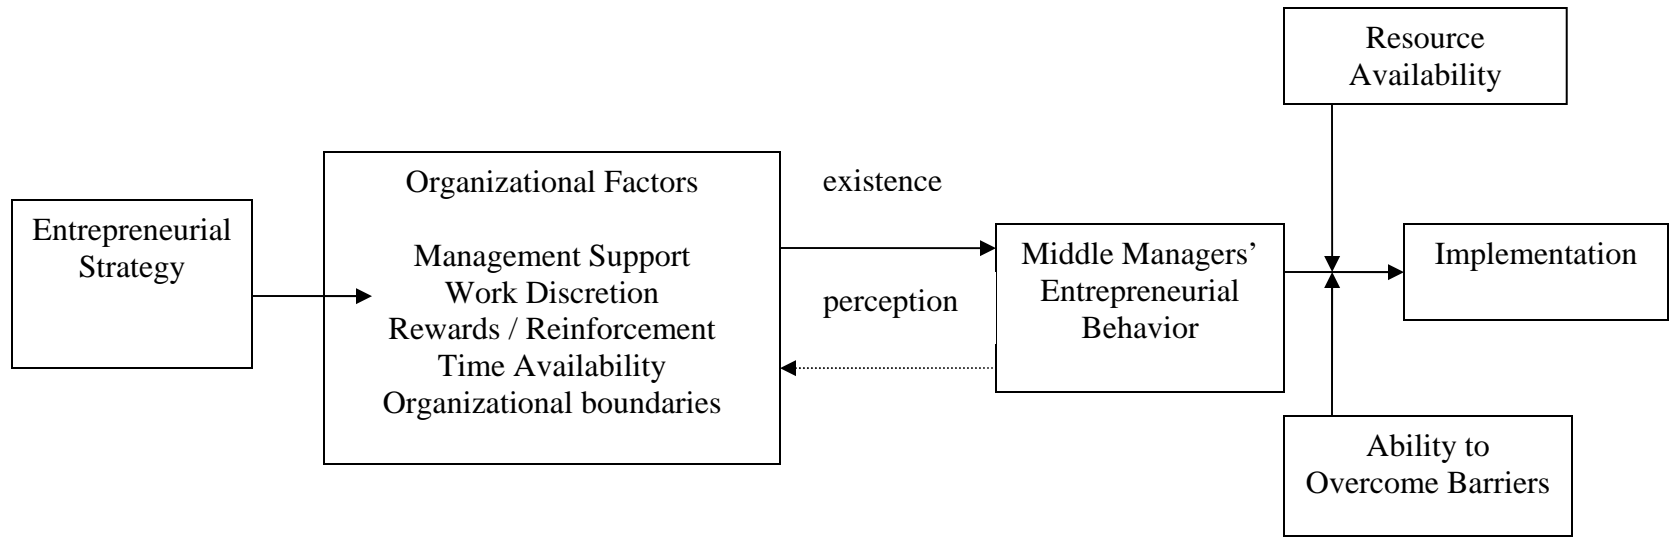 Entrepreneurial
Strategy
Organizational Factors
Management Support
Work Discretion
Rewards / Reinforcement
Time Availability
Organizational boundaries
existence
perception
Middle Managers’
Entrepreneurial
Behavior
Resource
Availability
Implementation
Ability to
Overcome Barriers